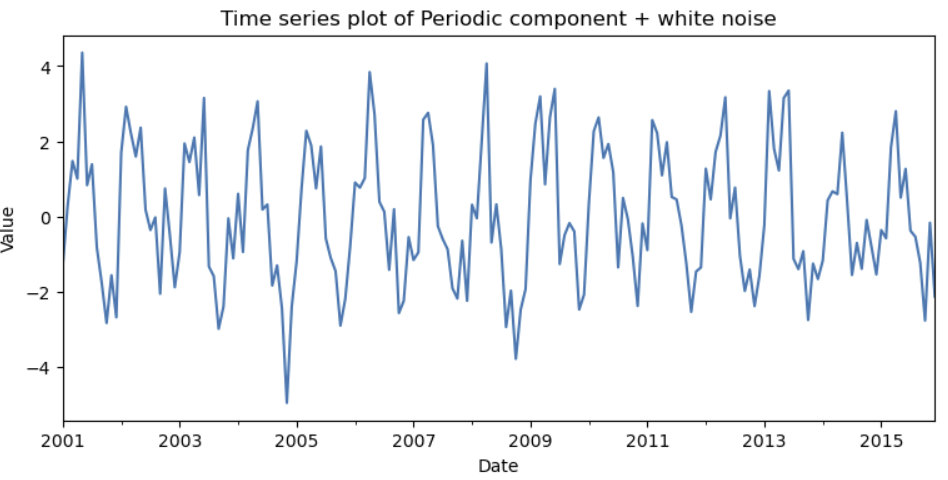 Time series plot of Periodic component + white noise
Value
4
2
0
−2
−4
2001 2003 2005 2007 2009 2011 2013 2015
Date